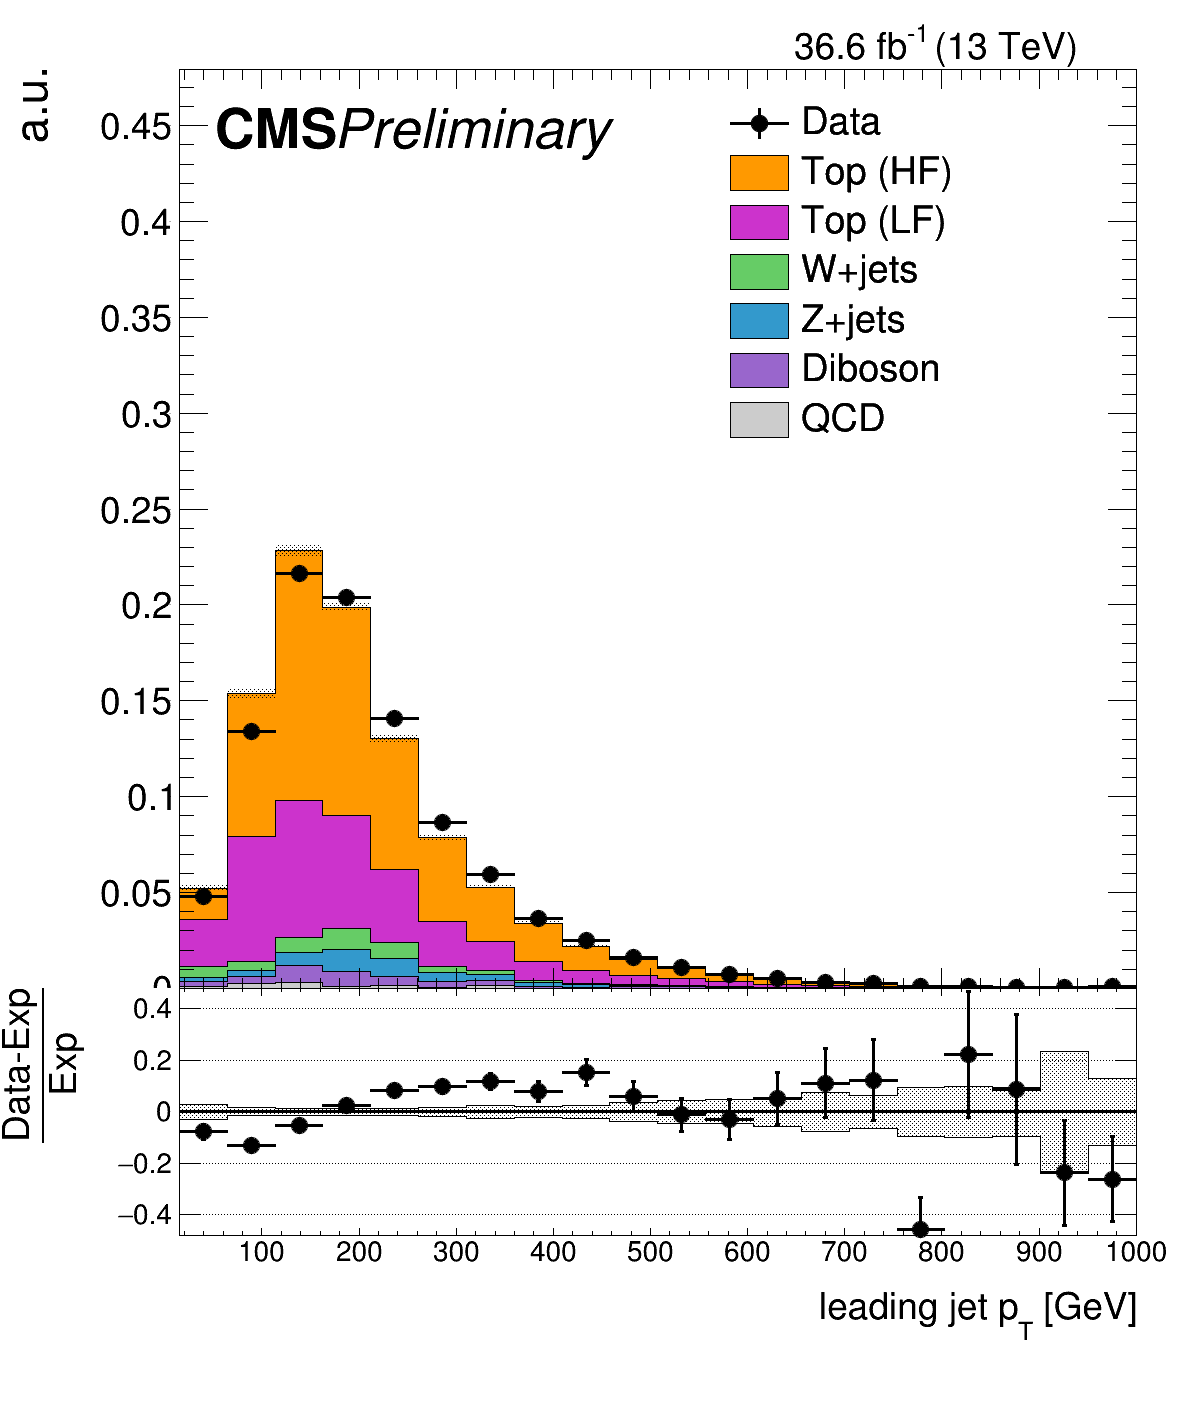 36.6 fb-1 (13 TeV)
a.u.
CMS Preliminary
Data
Top (HF)
Top (LF)
W+jets
Z+jets
Diboson
QCD
0.45
0.4
0.35
0.3
0.25
0.2
0.15
0.1
0.05
0
Data-Exp
Exp
0.4
0.2
0
−0.2
−0.4
100 200 300 400 500 600 700 800 900 1000
leading jet pT [GeV]